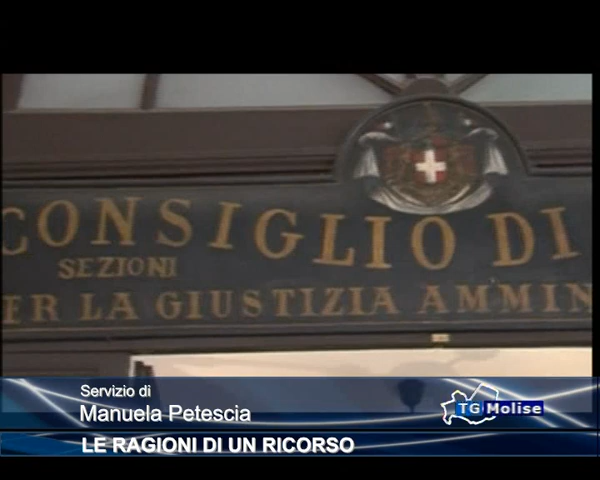 CONSIGLIO DI
SEZIONI
ER LA GIUSTIZIA AMMIN
Servizio di
Manuela Petescia
TG Molise
LE RAGIONI DI UN RICORSO